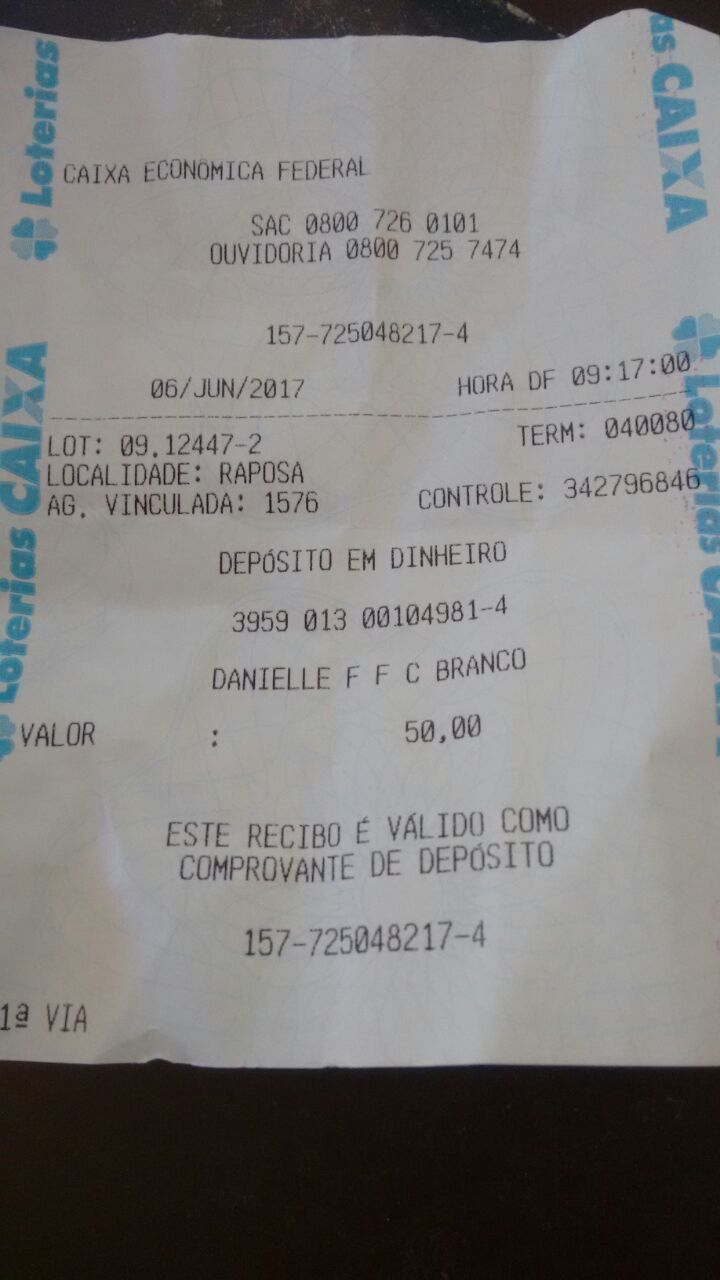 CAIXA ECONÔMICA FEDERAL
SAC 0800 726 0101
OUVIDORIA 0800 725 7474
157-725048217-4
06/JUN/2017 HORA DF 09:17:00
LOT: 09.12447-2 TERM: 040080
LOCALIDADE: RAPOSA
AG. VINCULADA: 1576 CONTROLE: 342796846
DEPÓSITO EM DINHEIRO
3959 013 00104981-4
DANIELLE F F C BRANCO
VALOR : 50,00
ESTE RECIBO É VÁLIDO COMO
COMPROVANTE DE DEPÓSITO
157-725048217-4
1ª VIA
Loterias
Loterias CAIXA
as CAIXA
Loterias